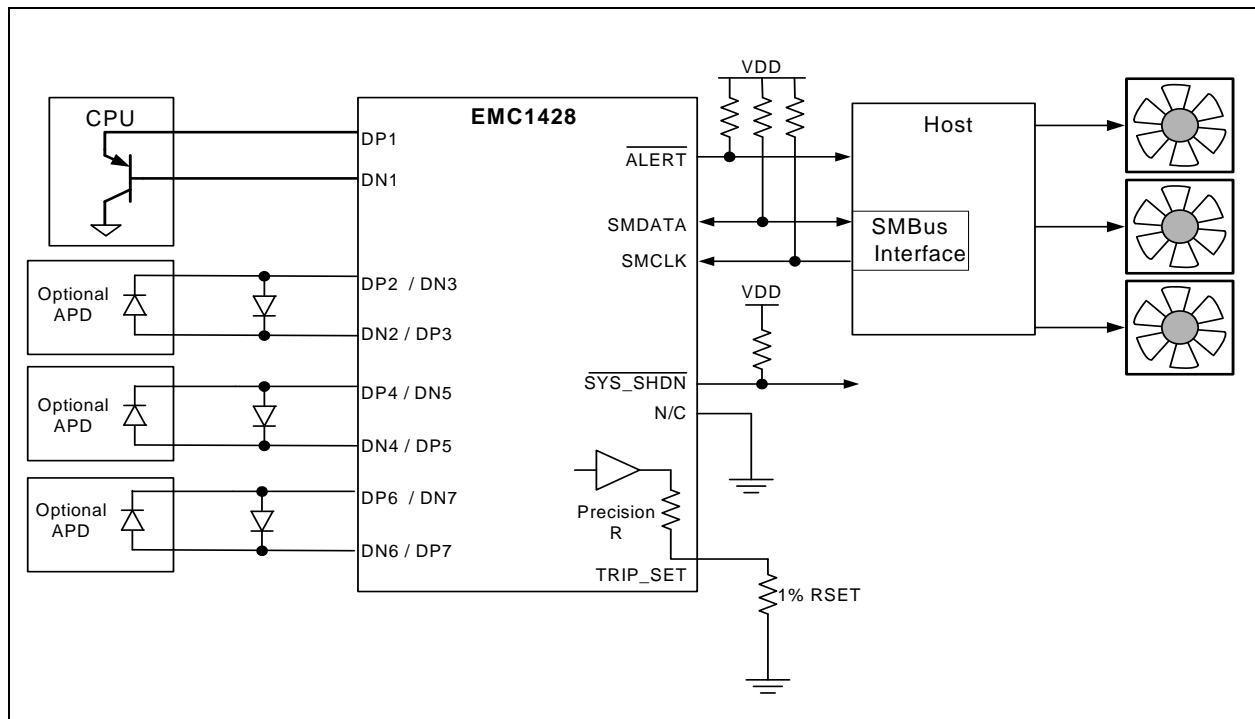 VDD
CPU
EMC1428
Host
DP1
ALERT
DN1
SMDATA
SMBus
Interface
SMCLK
DP2 / DN3
Optional
APD
VDD
DN2 / DP3
SYS_SHDN
DP4 / DN5
Optional
APD
N/C
DN4 / DP5
DP6 / DN7
Optional
APD
Precision
R
DN6 / DP7
TRIP_SET
1% RSET